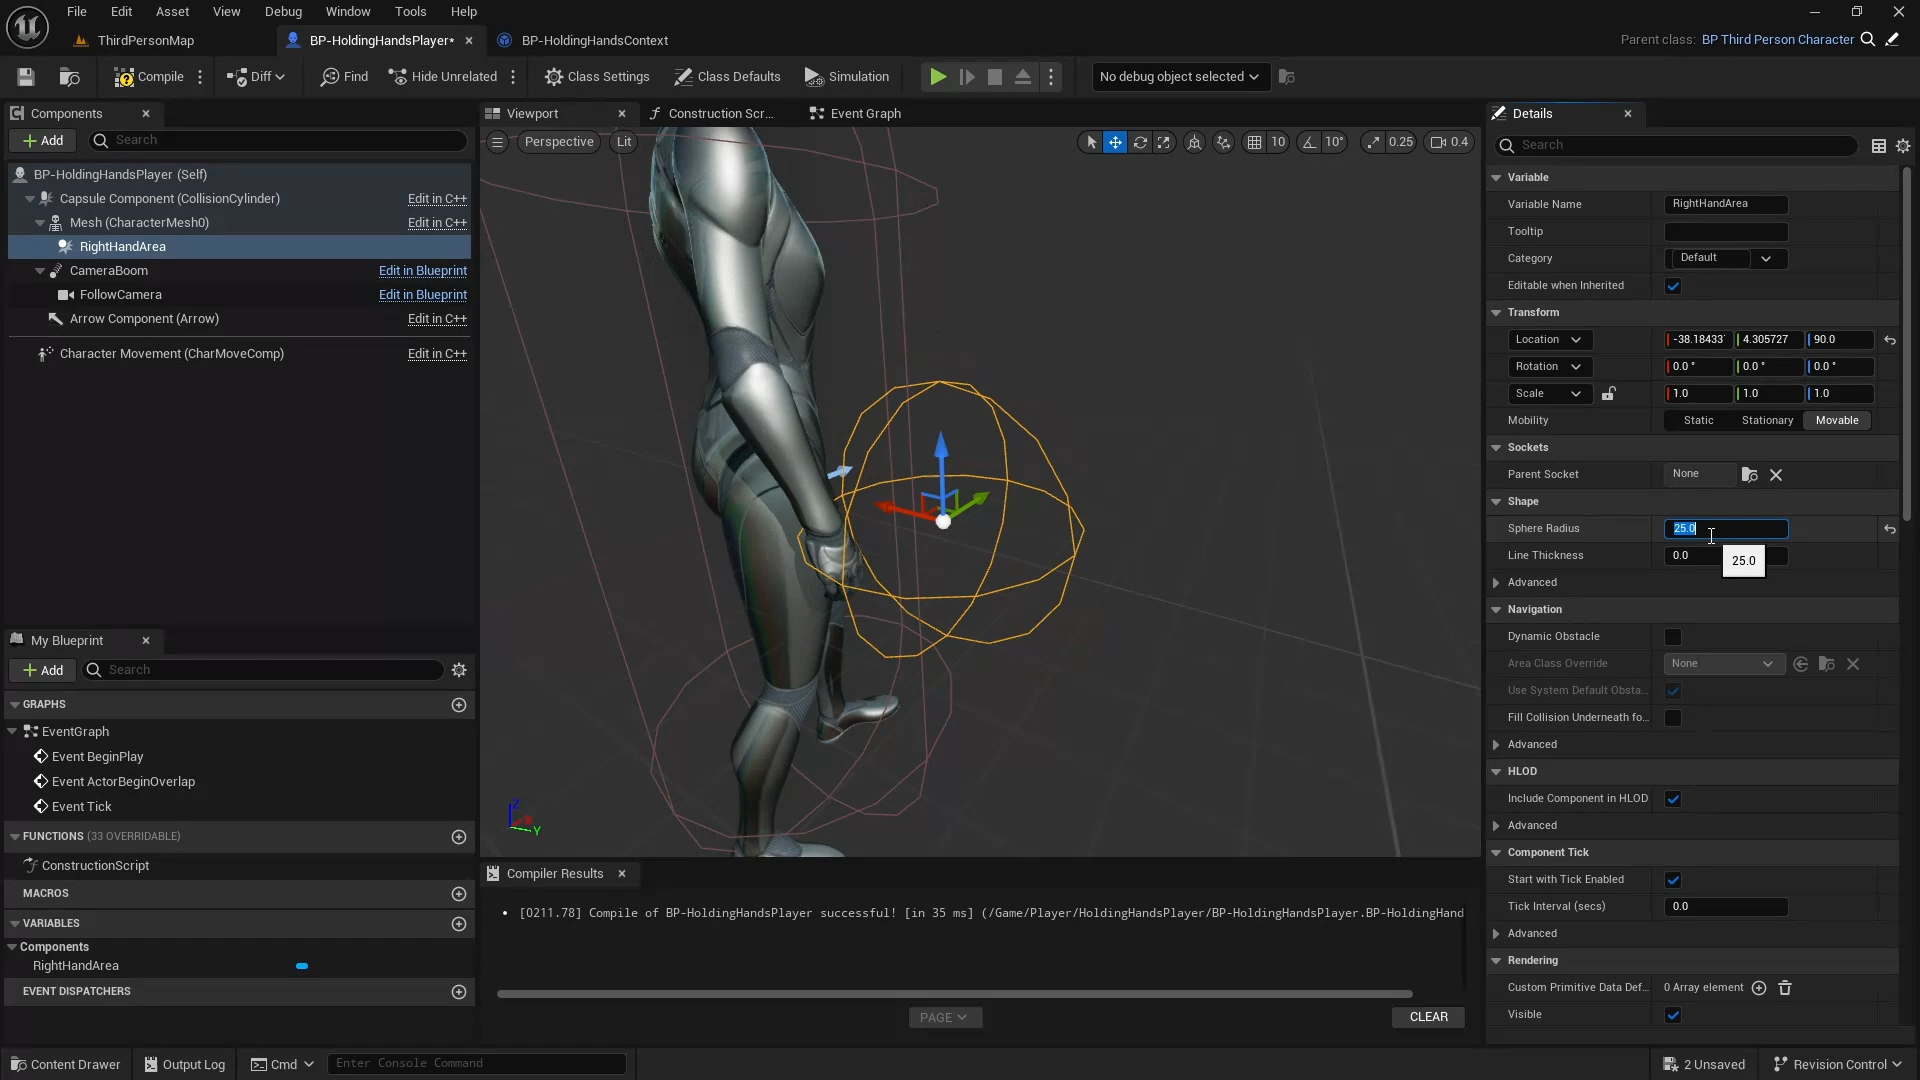 File Edit Asset View Debug Window Tools Help
ThirdPersonMap
BP-HoldingHandsPlayer*
BP-HoldingHandsContext
Parent class: BP Third Person Character
Compile
Diff
Find
Hide Unrelated
Class Settings
Class Defaults
Simulation
No debug object selected
Components
Add
Search
BP-HoldingHandsPlayer (Self)
Capsule Component (CollisionCylinder) Edit in C++
Mesh (CharacterMesh0) Edit in C++
RightHandArea
CameraBoom Edit in Blueprint
FollowCamera Edit in Blueprint
Arrow Component (Arrow) Edit in C++
Character Movement (CharMoveComp) Edit in C++
My Blueprint
Add
Search
GRAPHS
EventGraph
Event BeginPlay
Event ActorBeginOverlap
Event Tick
FUNCTIONS (33 OVERRIDABLE)
ConstructionScript
MACROS
VARIABLES
Components
RightHandArea
EVENT DISPATCHERS
Viewport
Construction Scr...
Event Graph
Perspective
Lit
10
10°
0.25
0.4
Z
Y
Compiler Results
• [0211.78] Compile of BP-HoldingHandsPlayer successful! [in 35 ms] (/Game/Player/HoldingHandsPlayer/BP-HoldingHandsPlayer.BP-HoldingHand
PAGE
CLEAR
Details
Search
Variable
Variable Name RightHandArea
Tooltip
Category Default
Editable when Inherited
Transform
Location -38.18433 4.305727 90.0
Rotation 0.0 ° 0.0 ° 0.0 °
Scale 1.0 1.0 1.0
Mobility Static Stationary Movable
Sockets
Parent Socket None
Shape
Sphere Radius 25.0
Line Thickness 0.0
25.0
Advanced
Navigation
Dynamic Obstacle
Area Class Override None
Use System Default Obsta...
Fill Collision Underneath fo...
Advanced
HLOD
Include Component in HLOD
Advanced
Component Tick
Start with Tick Enabled
Tick Interval (secs) 0.0
Advanced
Rendering
Custom Primitive Data Def... 0 Array element
Visible
Content Drawer
Output Log
Cmd
Enter Console Command
2 Unsaved
Revision Control